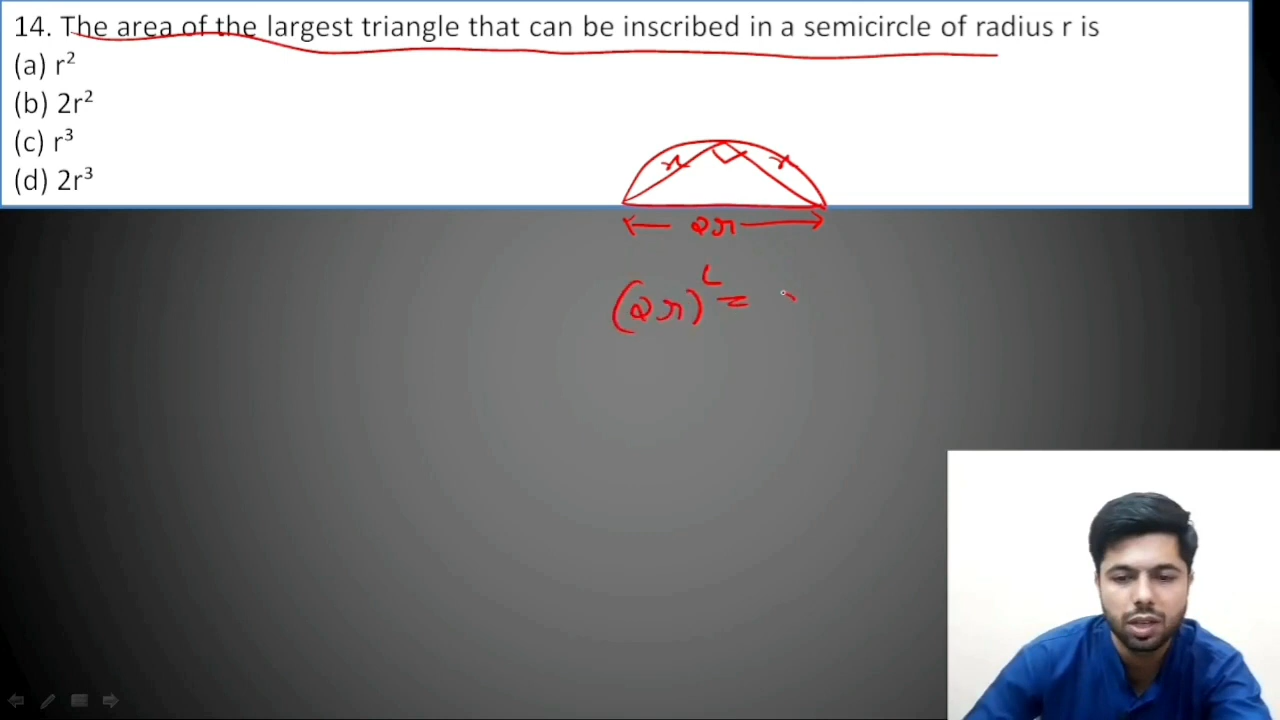 14. The area of the largest triangle that can be inscribed in a semicircle of radius r is
(a) r²
(b) 2r²
(c) r³
(d) 2r³
x x
2r
(2r)² =